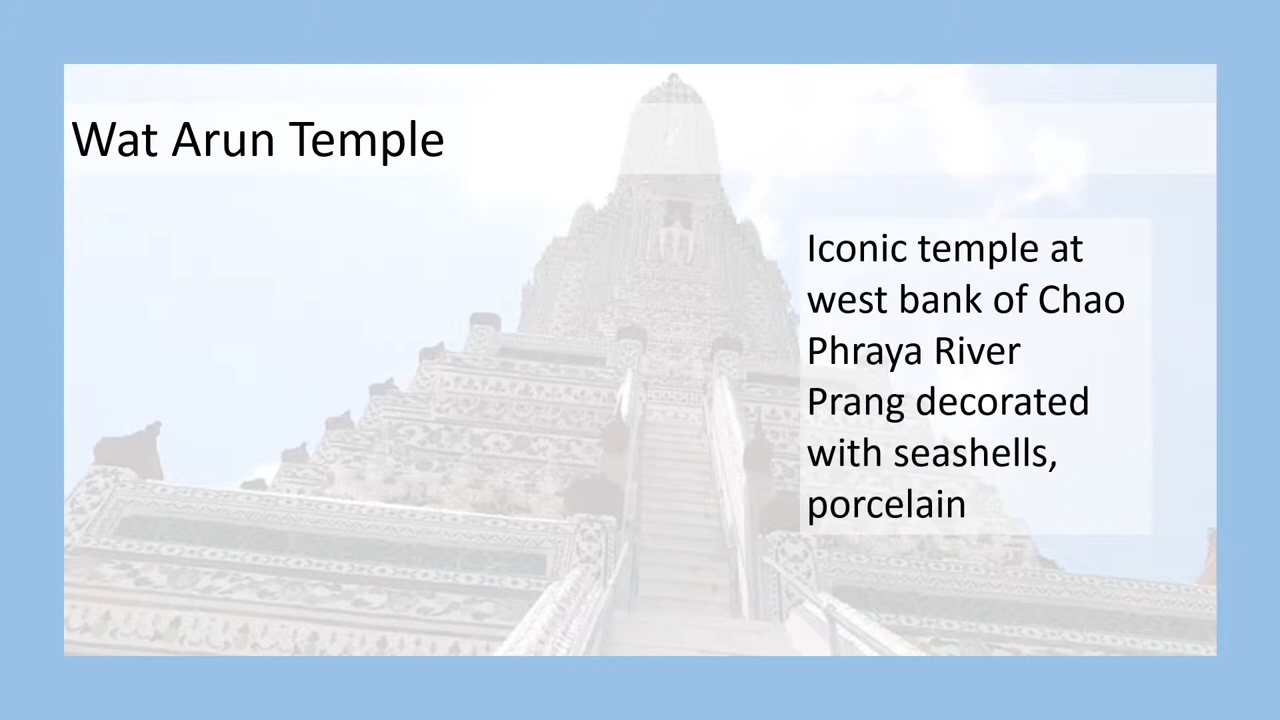 Wat Arun Temple
Iconic temple at
west bank of Chao
Phraya River
Prang decorated
with seashells,
porcelain